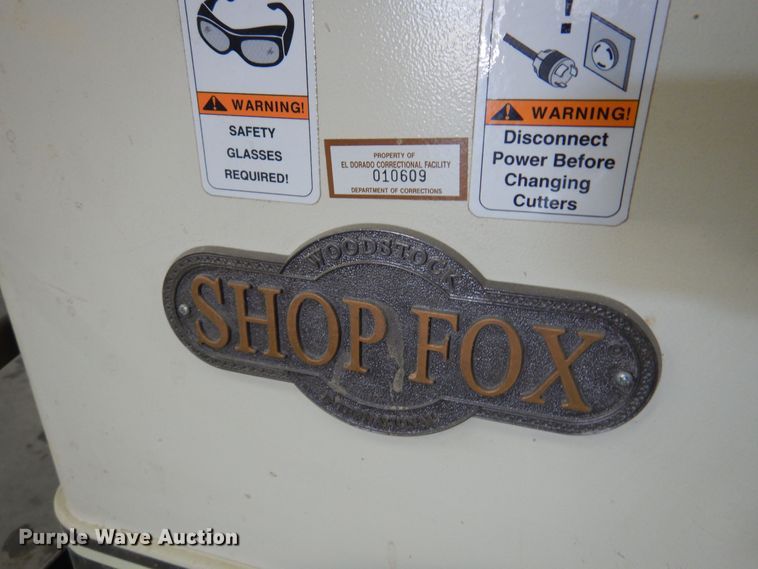 WARNING!
SAFETY
GLASSES
REQUIRED!
PROPERTY OF
EL DORADO CORRECTIONAL FACILITY
010609
DEPARTMENT OF CORRECTIONS
!
WARNING!
Disconnect
Power Before
Changing
Cutters
WOODSTOCK
SHOP FOX
Purple Wave Auction